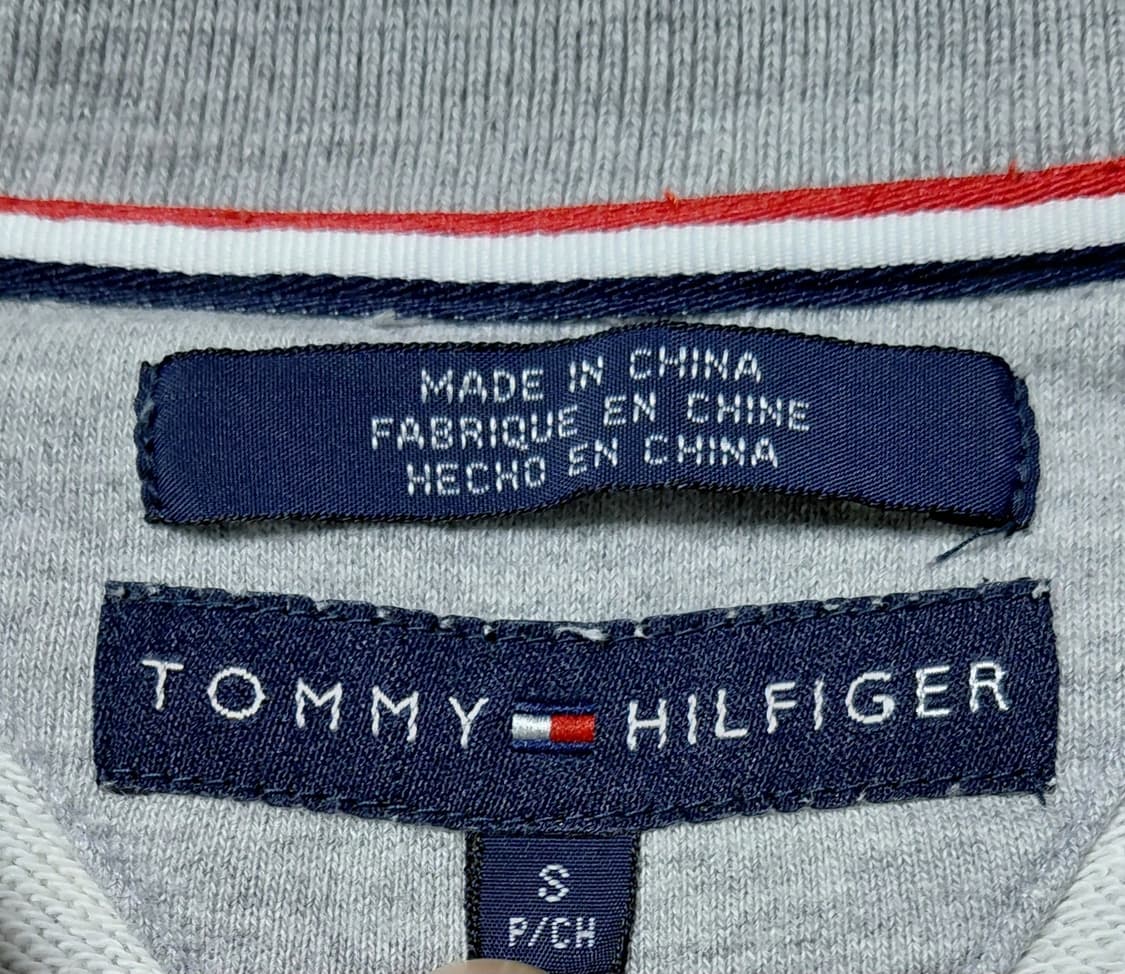 MADE IN CHINA
FABRIQUE EN CHINE
HECHO EN CHINA
TOMMY HILFIGER
S
P/CH